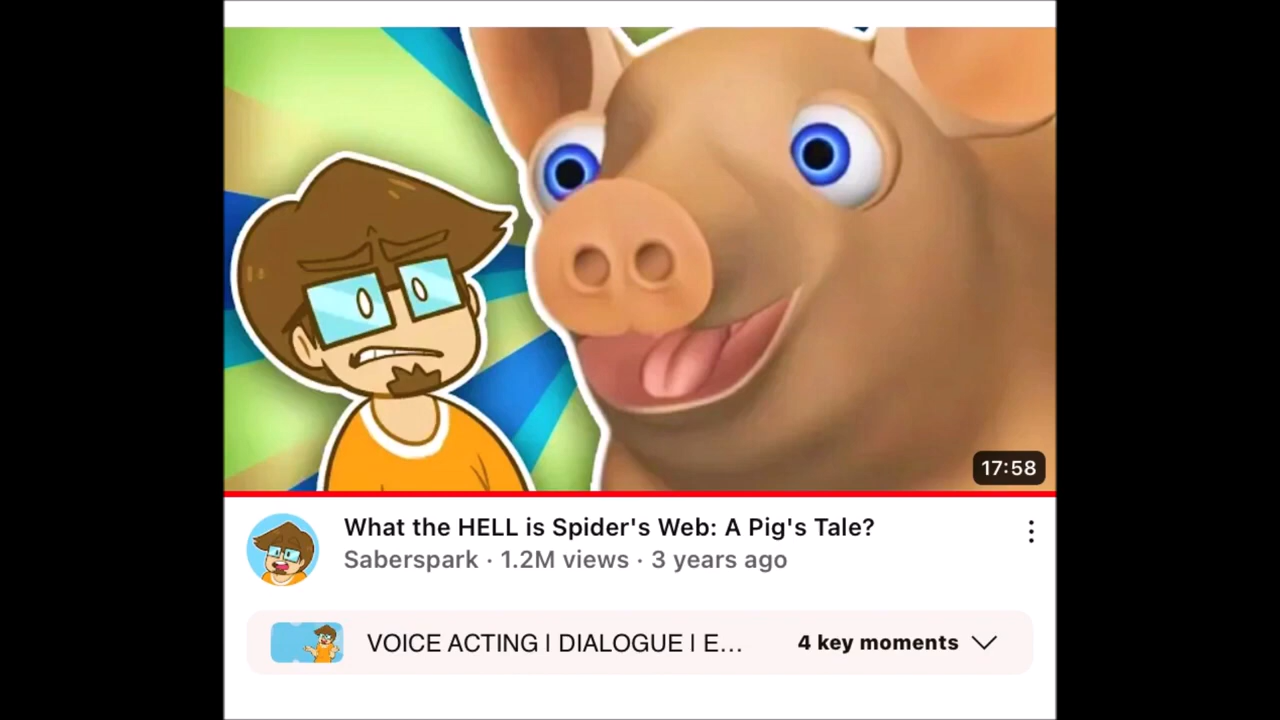 17:58
What the HELL is Spider's Web: A Pig's Tale?
Saberspark · 1.2M views · 3 years ago
VOICE ACTING | DIALOGUE | E... 4 key moments